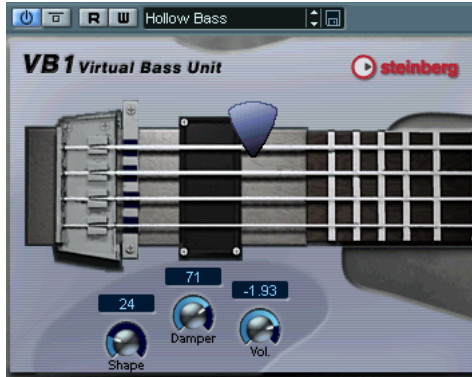 R W Hollow Bass
VB1 Virtual Bass Unit
steinberg
71
24
-1.93
Damper
Vol.
Shape